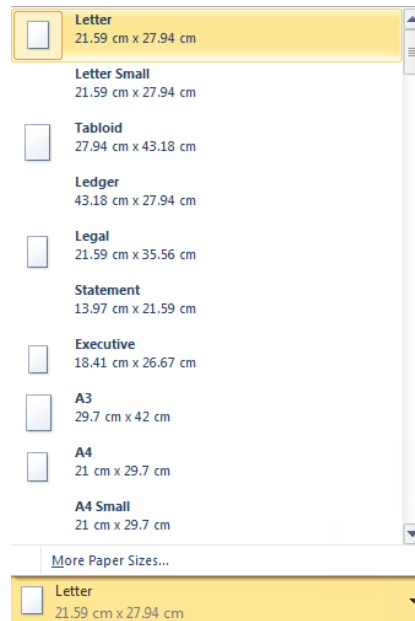 Letter
21.59 cm x 27.94 cm
Letter Small
21.59 cm x 27.94 cm
Tabloid
27.94 cm x 43.18 cm
Ledger
43.18 cm x 27.94 cm
Legal
21.59 cm x 35.56 cm
Statement
13.97 cm x 21.59 cm
Executive
18.41 cm x 26.67 cm
A3
29.7 cm x 42 cm
A4
21 cm x 29.7 cm
A4 Small
21 cm x 29.7 cm
More Paper Sizes...
Letter
21.59 cm x 27.94 cm